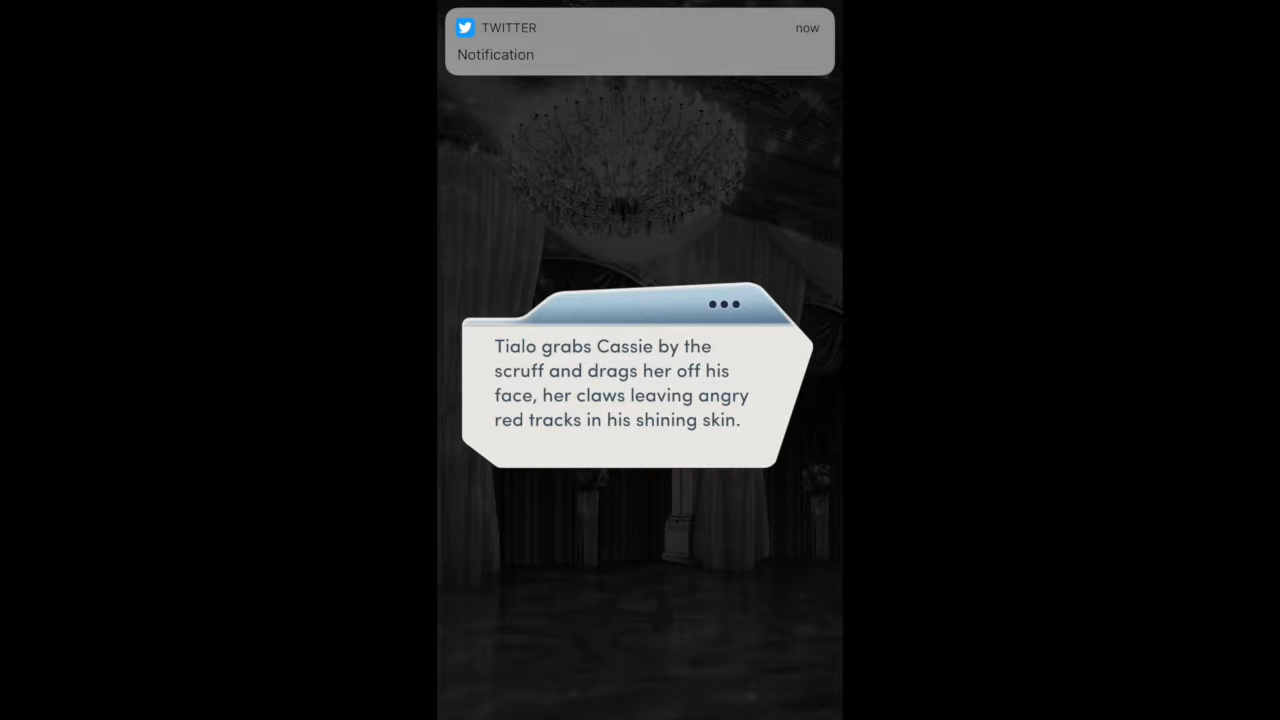 TWITTER now
Notification
Tialo grabs Cassie by the
scruff and drags her off his
face, her claws leaving angry
red tracks in his shining skin.